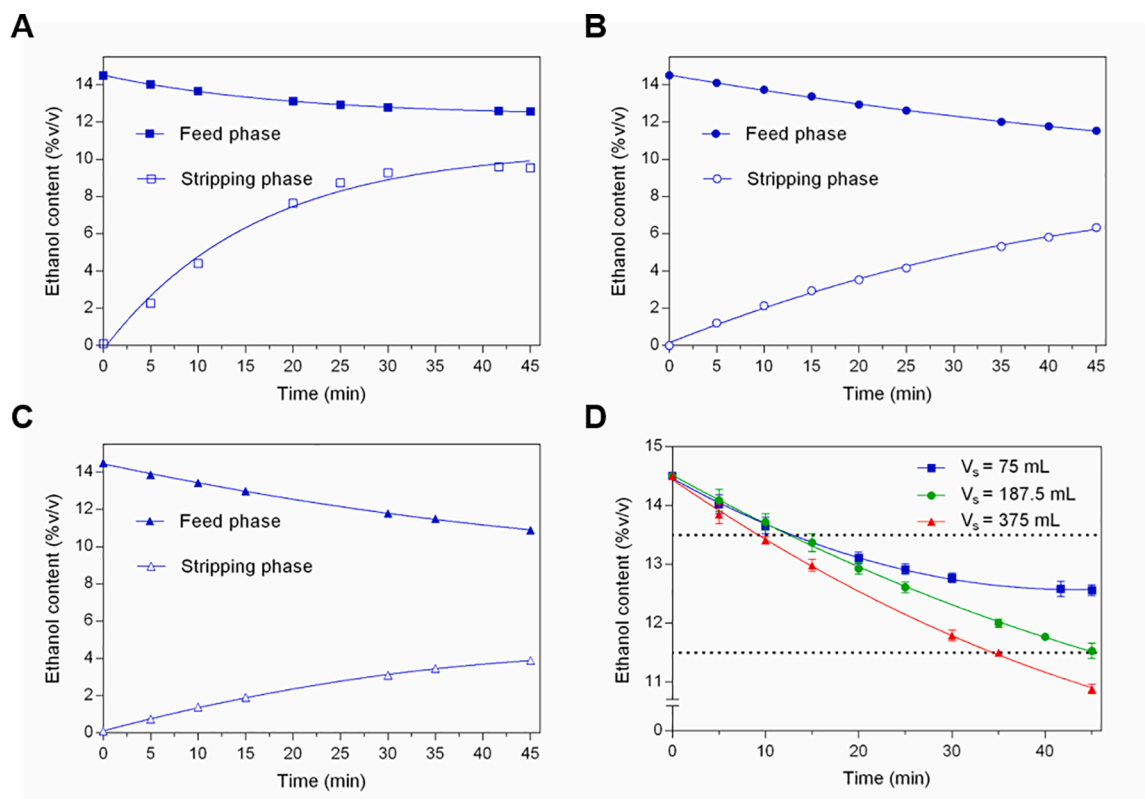 A
Ethanol content (%v/v)
14
12
10
8
6
4
2
0
Feed phase
Stripping phase
0 5 10 15 20 25 30 35 40 45
Time (min)
B
Ethanol content (%v/v)
14
12
10
8
6
4
2
0
Feed phase
Stripping phase
0 5 10 15 20 25 30 35 40 45
Time (min)
C
Ethanol content (%v/v)
14
12
10
8
6
4
2
0
Feed phase
Stripping phase
0 5 10 15 20 25 30 35 40 45
Time (min)
D
Ethanol content (%v/v)
15
14
13
12
11
0
Vs = 75 mL
Vs = 187.5 mL
Vs = 375 mL
0 10 20 30 40
Time (min)